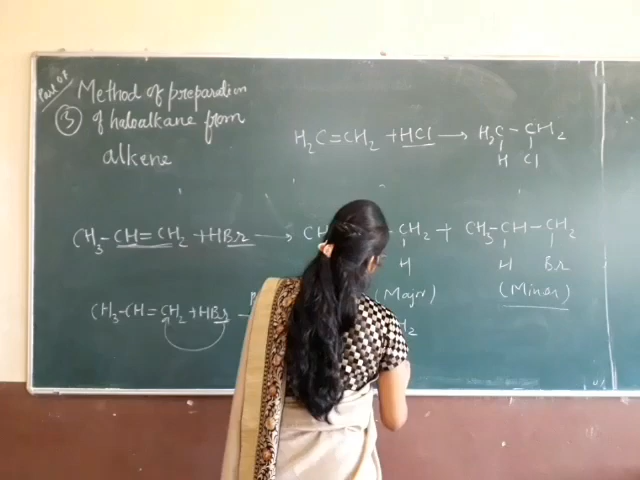 Part of
③ Method of preparation
of haloalkane from
alkene
H₂C=CH₂ + HCl → H₂C - CH₂
H Cl
CH₃-CH=CH₂ + HBr → CH CH₂ + CH₃-CH-CH₂
H H Br
(Major) (Minor)
CH₃-CH=CH₂ + HBr